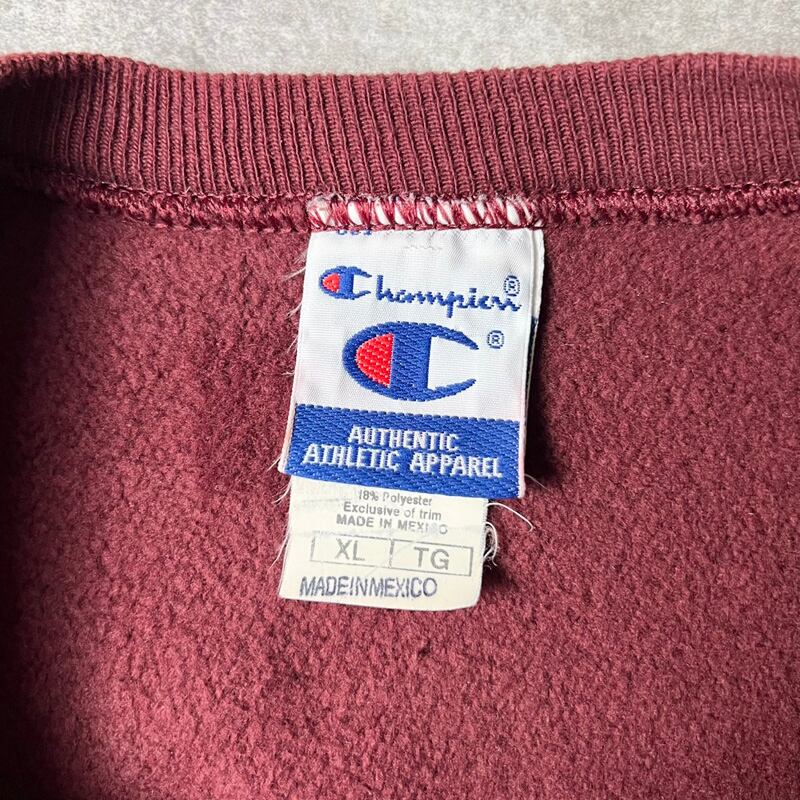 Champion®
®
AUTHENTIC
ATHLETIC APPAREL
18% Polyester
Exclusive of trim
MADE IN MEXICO
XL TG
MADEINMEXICO